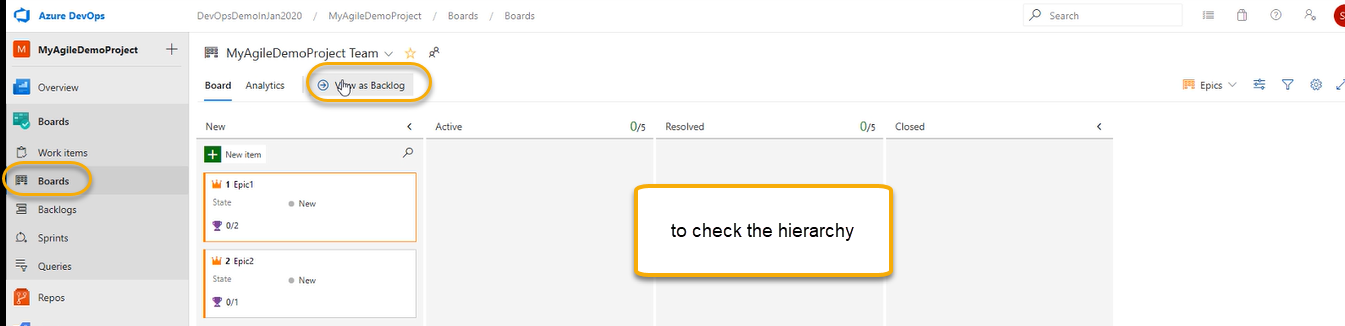 Azure DevOps
DevOpsDemoInJan2020 / MyAgileDemoProject / Boards / Boards
Search
S
M MyAgileDemoProject
MyAgileDemoProject Team
Overview
Board Analytics View as Backlog
Epics
Boards
New
Active 0/5
Resolved 0/5
Closed
Work items
New item
Boards
1 Epic1
State New
0/2
Backlogs
Sprints
Queries
2 Epic2
State New
0/1
Repos
to check the hierarchy